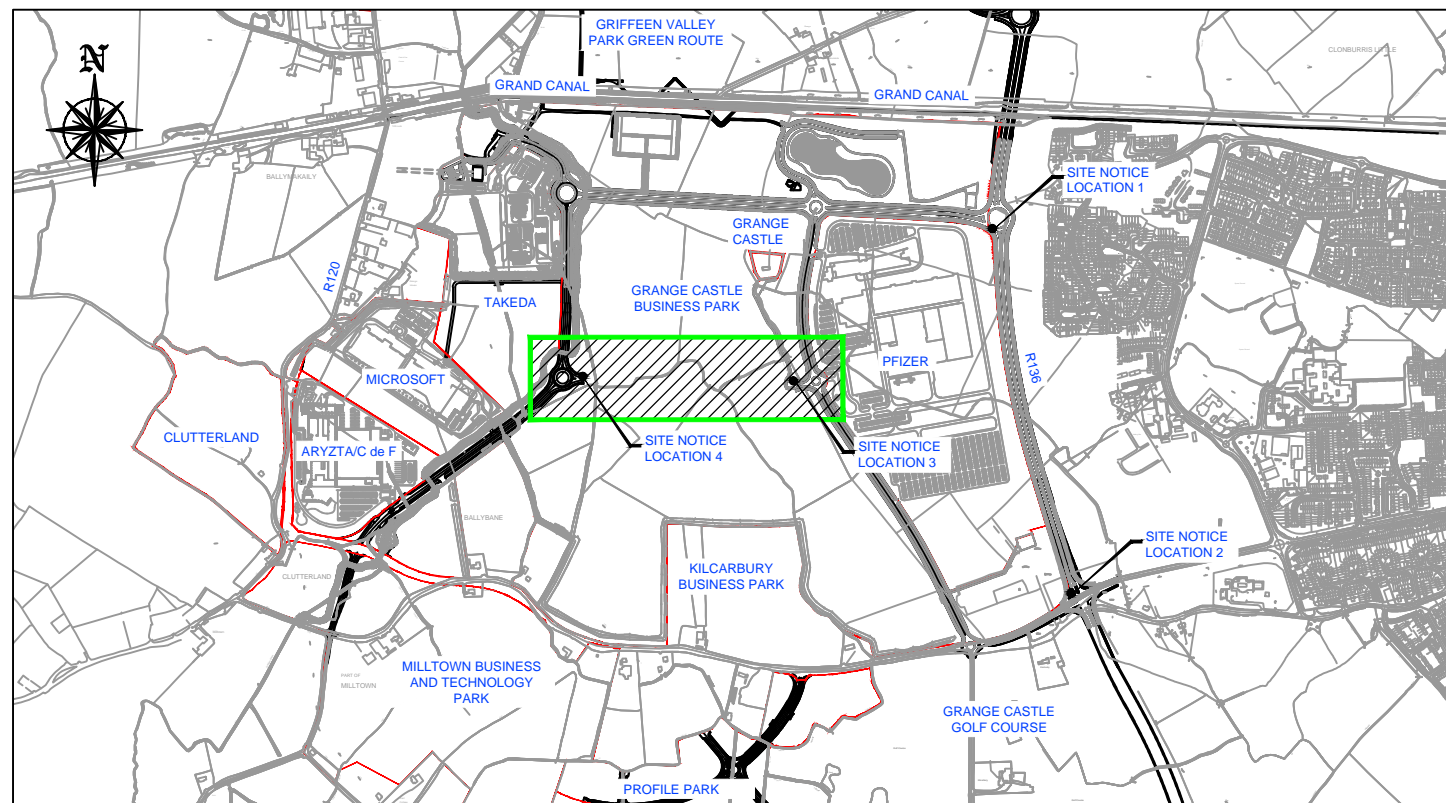 GRIFFEEN VALLEY
PARK GREEN ROUTE
N
GRAND CANAL
GRAND CANAL
CLONBURRIS LITTLE
BALLYMAKAILY
SITE NOTICE
LOCATION 1
GRANGE
CASTLE
R120
TAKEDA
GRANGE CASTLE
BUSINESS PARK
MICROSOFT
PFIZER
R136
CLUTTERLAND
ARYZTA/C de F
SITE NOTICE
LOCATION 4
SITE NOTICE
LOCATION 3
BALLYBANE
SITE NOTICE
LOCATION 2
CLUTTERLAND
KILCARBURY
BUSINESS PARK
MILLTOWN BUSINESS
AND TECHNOLOGY
PARK
PART OF
MILLTOWN
GRANGE CASTLE
GOLF COURSE
PROFILE PARK